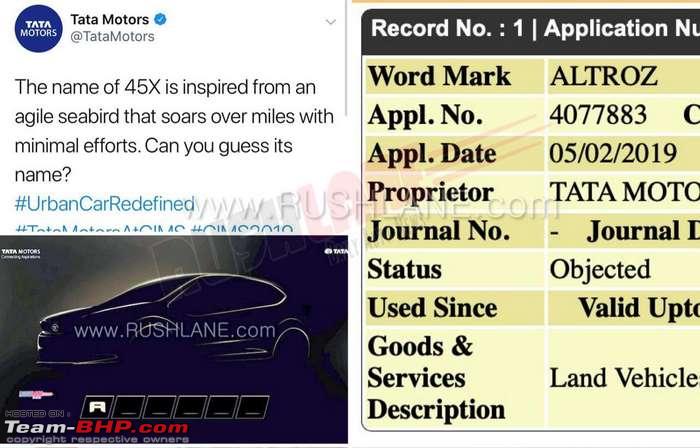 TATA
MOTORS
Tata Motors
@TataMotors
The name of 45X is inspired from an
agile seabird that soars over miles with
minimal efforts. Can you guess its
name?
#UrbanCarRedefined
#TataMotorsAtGIMS #GIMS2019
TATA MOTORS
Connecting Aspirations
TATA
www.RUSHLANE.com
A
HOSTED ON
Team-BHP.com
copyright respective owners
Record No. : 1 | Application Nu
Word Mark ALTROZ
Appl. No. 4077883 C
Appl. Date 05/02/2019
Proprietor TATA MOTO
www.RUSHLANE.com
Journal No. - Journal D
Status Objected
Used Since Valid Upto
Goods &
Services Land Vehicle
Description